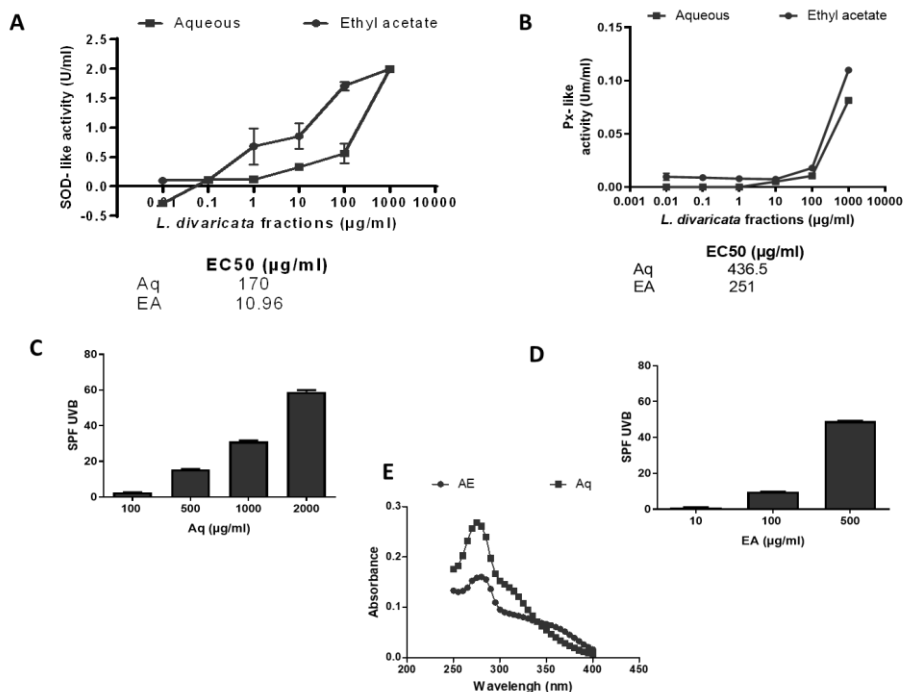 A
Aqueous Ethyl acetate
2.5
2.0
1.5
1.0
0.5
0.0
-0.5
SOD- like activity (U/ml)
0.1 1 10 100 1000 10000
L. divaricata fractions (µg/ml)
EC50 (µg/ml)
Aq 170
EA 10.96
B
Aqueous Ethyl acetate
0.15
0.10
0.05
0.00
Px- like
activity (Um/ml)
0.001 0.01 0.1 1 10 100 1000 10000
L. divaricata fractions (µg/ml)
EC50 (µg/ml)
Aq 436.5
EA 251
C
80
60
40
20
0
SPF UVB
100 500 1000 2000
Aq (µg/ml)
D
80
60
40
20
0
SPF UVB
10 100 500
EA (µg/ml)
E
AE Aq
0.3
0.2
0.1
0.0
Absorbance
200 250 300 350 400 450
Wavelengh (nm)